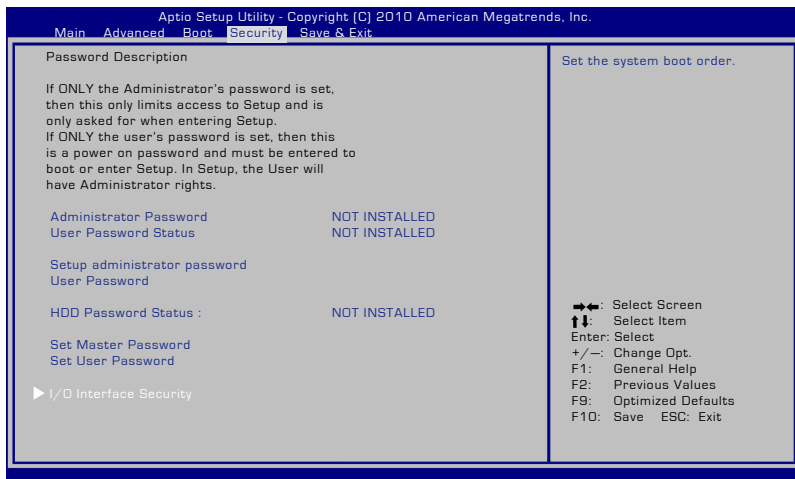 Aptio Setup Utility - Copyright (C) 2010 American Megatrends, Inc.
Main Advanced Boot Security Save & Exit
Password Description
If ONLY the Administrator's password is set,
then this only limits access to Setup and is
only asked for when entering Setup.
If ONLY the user's password is set, then this
is a power on password and must be entered to
boot or enter Setup. In Setup, the User will
have Administrator rights.
Administrator Password NOT INSTALLED
User Password Status NOT INSTALLED
Setup administrator password
User Password
HDD Password Status : NOT INSTALLED
Set Master Password
Set User Password
▶ I/O Interface Security
Set the system boot order.
→←: Select Screen
↑↓: Select Item
Enter: Select
+/—: Change Opt.
F1: General Help
F2: Previous Values
F9: Optimized Defaults
F10: Save ESC: Exit